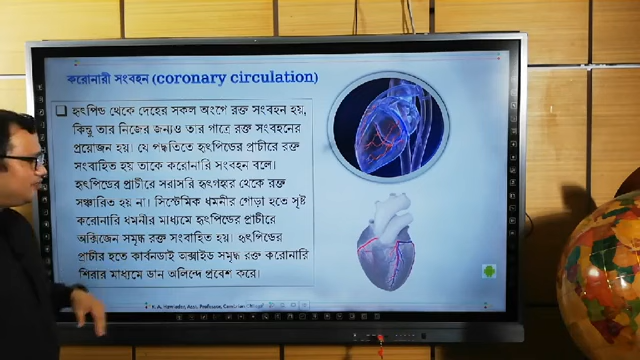 করোনারী সংবহন (coronary circulation)
❑ হৃৎপিন্ড থেকে দেহের সকল অংগে রক্ত সংবহন হয়,
কিন্তু তার নিজের জন্যও তার গাত্রে রক্ত সংবহনের
প্রয়োজন হয়। যে পদ্ধতিতে হৃৎপিন্ডের প্রাচীরে রক্ত
সংবাহিত হয় তাকে করোনারি সংবহন বলে।
হৃৎপিন্ডের প্রাচীরে সরাসরি হৃৎগহ্বর থেকে রক্ত
সঞ্চারিত হয় না। সিস্টেমিক ধমনীর গোড়া হতে সৃষ্ট
করোনারি ধমনীর মাধ্যমে হৃৎপিন্ডের প্রাচীরে
অক্সিজেন সমৃদ্ধ রক্ত সংবাহিত হয়। হৃৎপিন্ডের
প্রাচীর হতে কার্বনডাই অক্সাইড সমৃদ্ধ রক্ত করোনারি
শিরার মাধ্যমে ডান অলিন্দে প্রবেশ করে।
Professor,